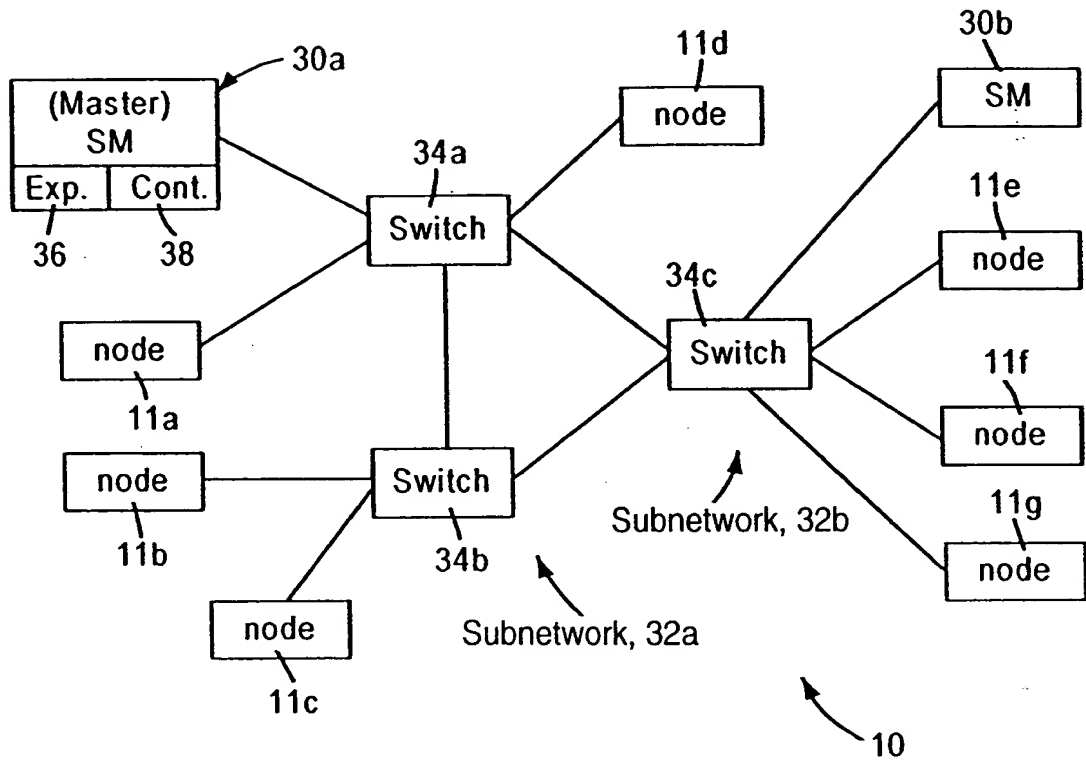 30a
(Master)
SM
Exp.
Cont.
36
38
11d
node
30b
SM
34a
Switch
11e
node
34c
Switch
node
11a
11f
node
node
11b
Switch
34b
Subnetwork, 32b
11g
node
node
11c
Subnetwork, 32a
10